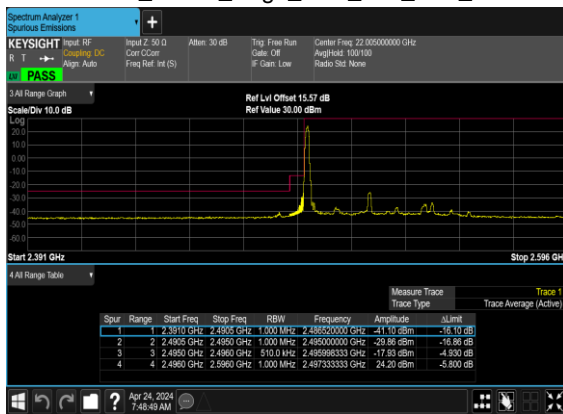 Spectrum Analyzer 1
Spurious Emissions
+
KEYSIGHT Input: RF Input Z: 50 Ω Atten: 30 dB Trig: Free Run Center Freq: 22.005000000 GHz
R T Coupling: DC Corr CCorr Gate: Off Avg|Hold: 100/100
Align: Auto Freq Ref: Int (S) IF Gain: Low Radio Std: None
PASS
3 All Range Graph Ref Lvl Offset 15.57 dB
Scale/Div 10.0 dB Ref Value 30.00 dBm
Log
20.0
10.0
0.00
-10.0
-20.0
-30.0
-40.0
-50.0
-60.0
Start 2.391 GHz Stop 2.596 GH
4 All Range Table
Measure Trace Trace 1
Trace Type Trace Average (Active)
Spur Range Start Freq Stop Freq RBW Frequency Amplitude ΔLimit
1 1 2.3910 GHz 2.4905 GHz 1.000 MHz 2.486520000 GHz -41.10 dBm -16.10 dB
2 2 2.4905 GHz 2.4950 GHz 1.000 MHz 2.495000000 GHz -29.86 dBm -16.86 dB
3 3 2.4950 GHz 2.4960 GHz 510.0 kHz 2.495998333 GHz -17.93 dBm -4.930 dB
4 4 2.4960 GHz 2.5960 GHz 1.000 MHz 2.497333333 GHz 24.20 dBm -5.800 dB
? Apr 24, 2024
7:48:49 AM